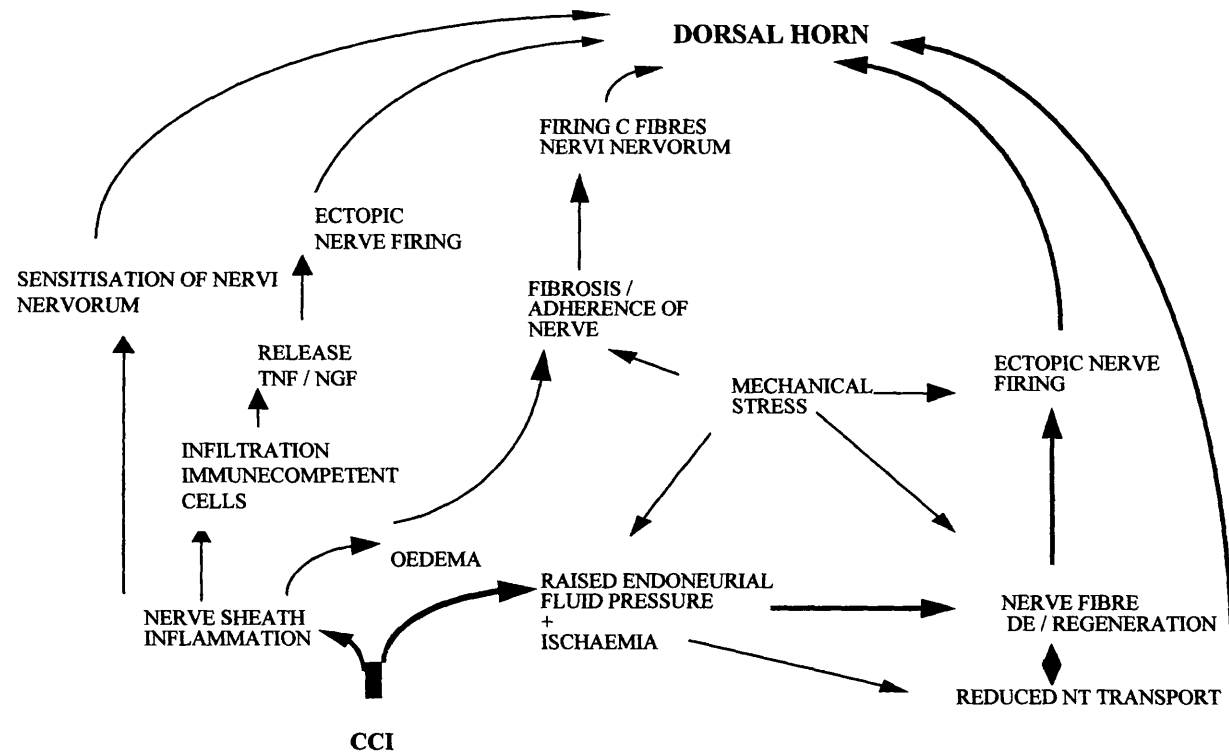 DORSAL HORN
FIRING C FIBRES
NERVI NERVORUM
ECTOPIC
NERVE FIRING
SENSITISATION OF NERVI
NERVORUM
FIBROSIS /
ADHERENCE OF
NERVE
RELEASE
TNF / NGF
MECHANICAL
STRESS
ECTOPIC NERVE
FIRING
INFILTRATION
IMMUNECOMPETENT
CELLS
OEDEMA
RAISED ENDONEURIAL
FLUID PRESSURE
+
ISCHAEMIA
NERVE SHEATH
INFLAMMATION
NERVE FIBRE
DE / REGENERATION
REDUCED NT TRANSPORT
CCI